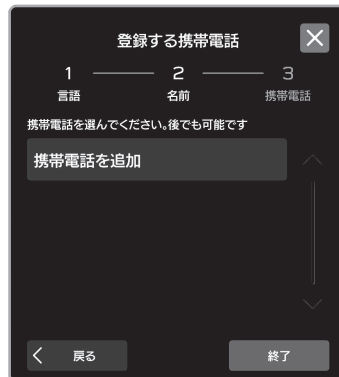 登録する携帯電話
1 2 3
言語 名前 携帯電話
携帯電話を選んでください。後でも可能です
携帯電話を追加
戻る 終了